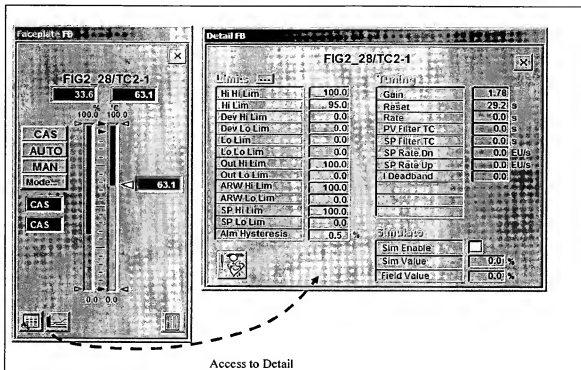 Faceplate FB
FIG2_28/TC2-1
33.6 63.1
% °C
100.0 100.0
CAS
AUTO
MAN
Mode...
63.1
CAS
CAS
0.0 0.0
Detail FB
FIG2_28/TC2-1
Limits ...
Hi Hi Lim 100.0
Hi Lim 95.0
Dev Hi Lim 0.0
Dev Lo Lim 0.0
Lo Lim 0.0
Lo Lo Lim 0.0
Out Hi Lim 100.0
Out Lo Lim 0.0
ARW Hi Lim 100.0
ARW Lo Lim 0.0
SP Hi Lim 100.0
SP Lo Lim 0.0
Alm Hysteresis 0.5 %
Tuning
Gain 1.78
Reset 29.2 s
Rate 0.0 s
PV Filter TC 0.0 s
SP Filter TC 0.0 s
SP Rate Dn 0.0 EU/s
SP Rate Up 0.0 EU/s
I Deadband 0.0
Simulate
Sim Enable
Sim Value 0.0 %
Field Value 0.0 %
Access to Detail